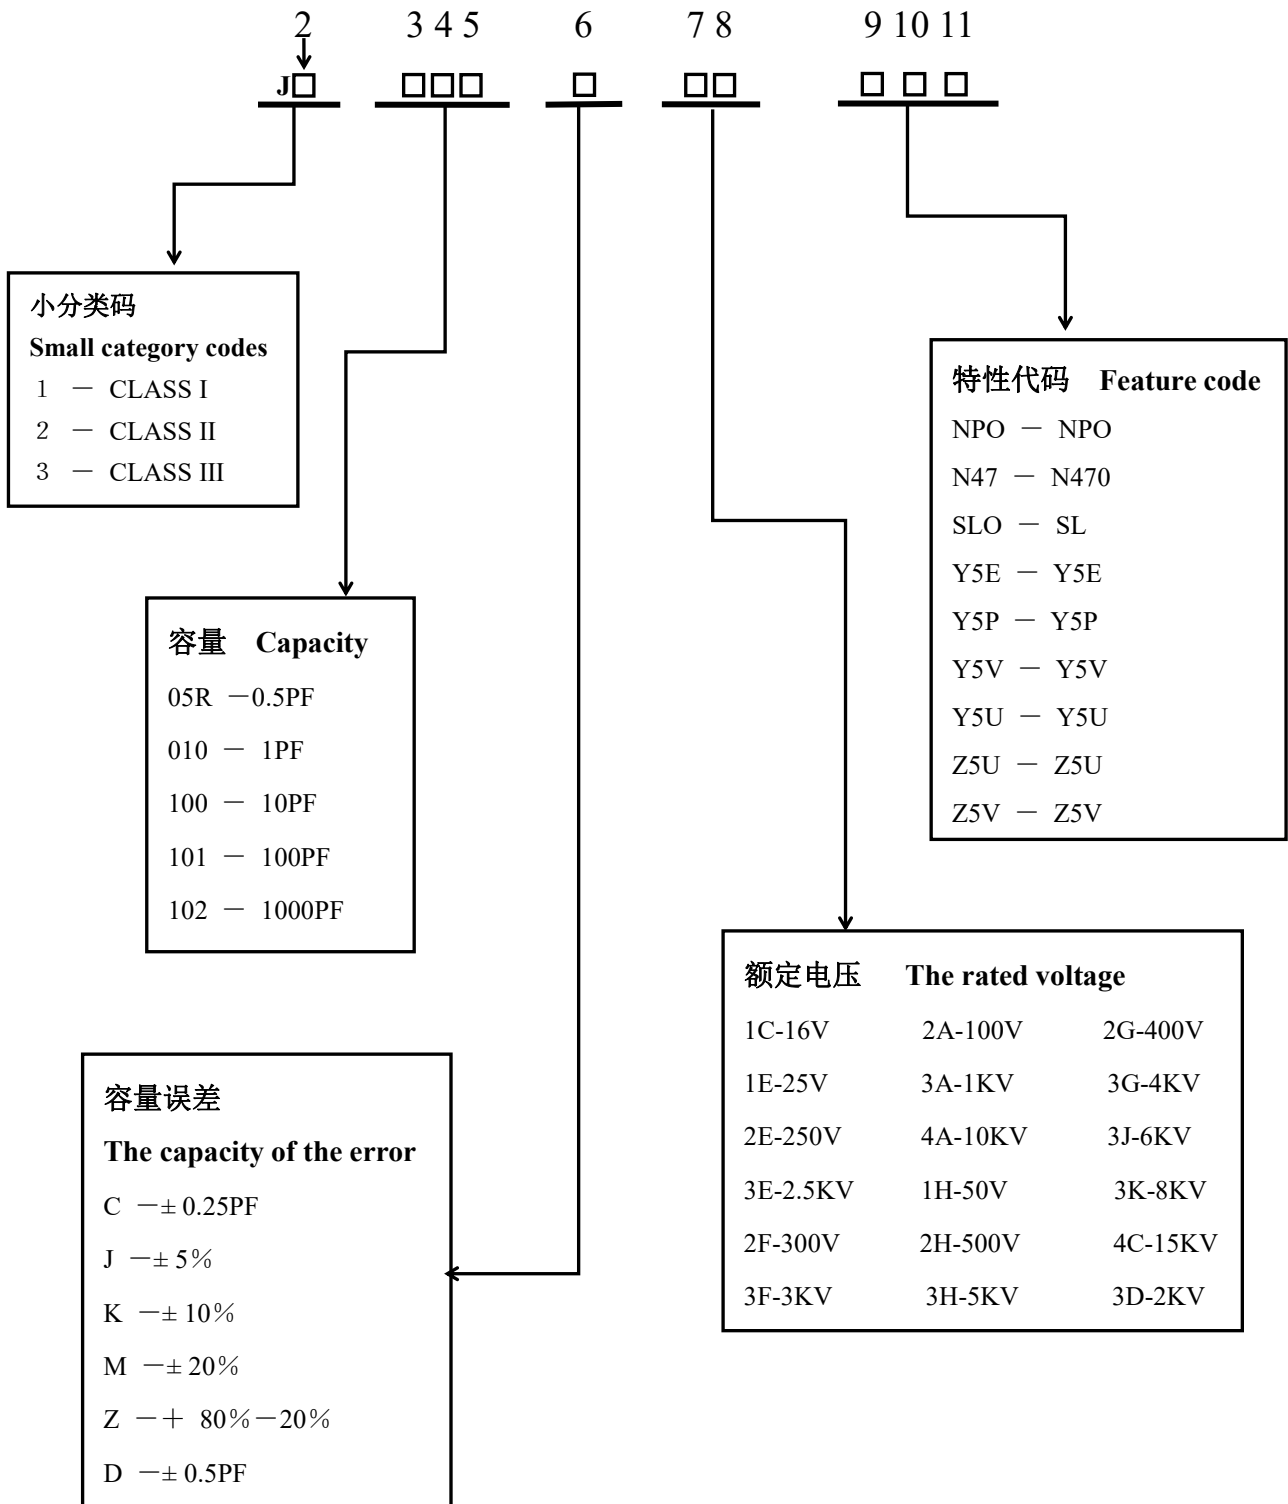 2 3 4 5 6 7 8 9 10 11
J□ □□□ □ □□ □ □ □
小分类码
Small category codes
1 － CLASS I
2 － CLASS II
3 － CLASS III
特性代码 Feature code
NPO － NPO
N47 － N470
SLO － SL
Y5E － Y5E
Y5P － Y5P
Y5V － Y5V
Y5U － Y5U
Z5U － Z5U
Z5V － Z5V
容量 Capacity
05R －0.5PF
010 － 1PF
100 － 10PF
101 － 100PF
102 － 1000PF
额定电压 The rated voltage
1C-16V 2A-100V 2G-400V
1E-25V 3A-1KV 3G-4KV
2E-250V 4A-10KV 3J-6KV
3E-2.5KV 1H-50V 3K-8KV
2F-300V 2H-500V 4C-15KV
3F-3KV 3H-5KV 3D-2KV
容量误差
The capacity of the error
C －± 0.25PF
J －± 5％
K －± 10％
M －± 20％
Z －＋ 80％－20％
D －± 0.5PF